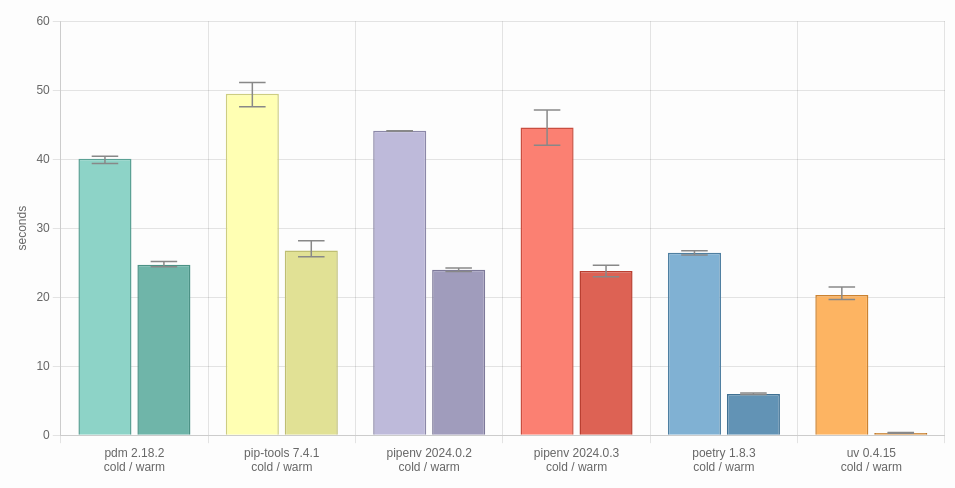 60
50
40
30
20
10
0
seconds
pdm 2.18.2
cold / warm
pip-tools 7.4.1
cold / warm
pipenv 2024.0.2
cold / warm
pipenv 2024.0.3
cold / warm
poetry 1.8.3
cold / warm
uv 0.4.15
cold / warm